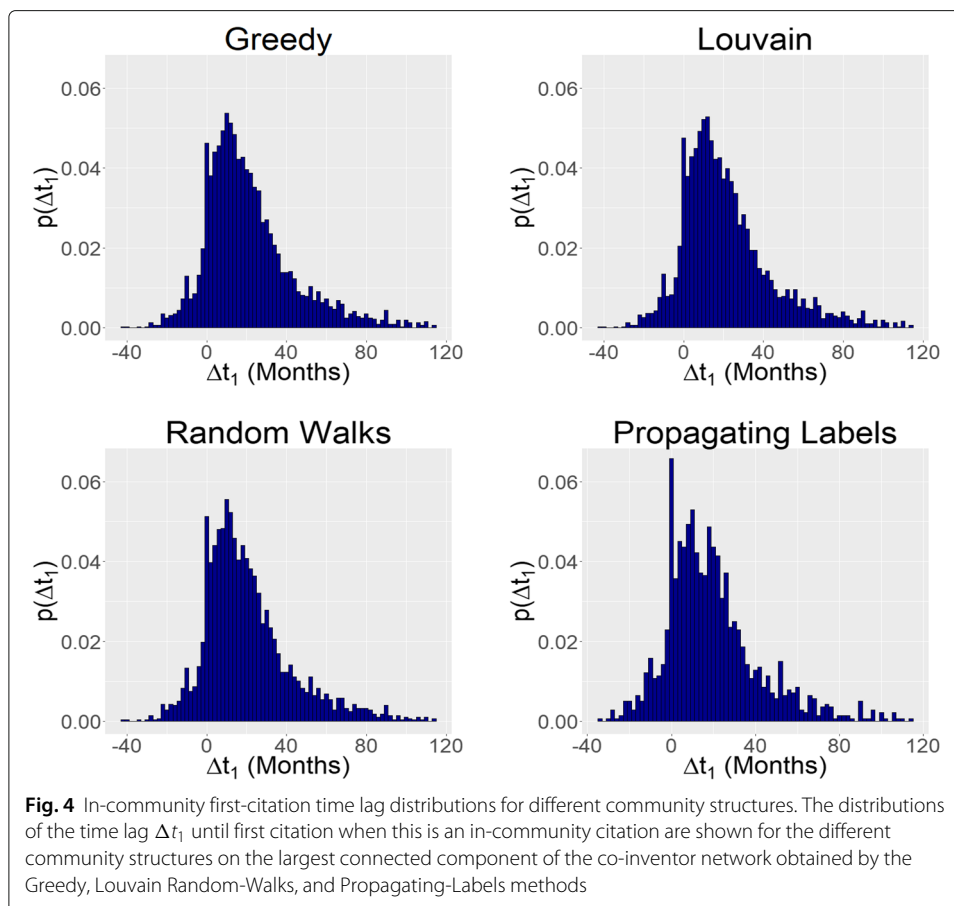 Greedy
0.06
0.04
0.02
0.00
p(Δt₁)
-40 0 40 80 120
Δt₁ (Months)
Louvain
0.06
0.04
0.02
0.00
p(Δt₁)
-40 0 40 80 120
Δt₁ (Months)
Random Walks
0.06
0.04
0.02
0.00
p(Δt₁)
-40 0 40 80 120
Δt₁ (Months)
Propagating Labels
0.06
0.04
0.02
0.00
p(Δt₁)
-40 0 40 80 120
Δt₁ (Months)
Fig. 4 In-community first-citation time lag distributions for different community structures. The distributions
of the time lag Δt₁ until first citation when this is an in-community citation are shown for the different
community structures on the largest connected component of the co-inventor network obtained by the
Greedy, Louvain Random-Walks, and Propagating-Labels methods